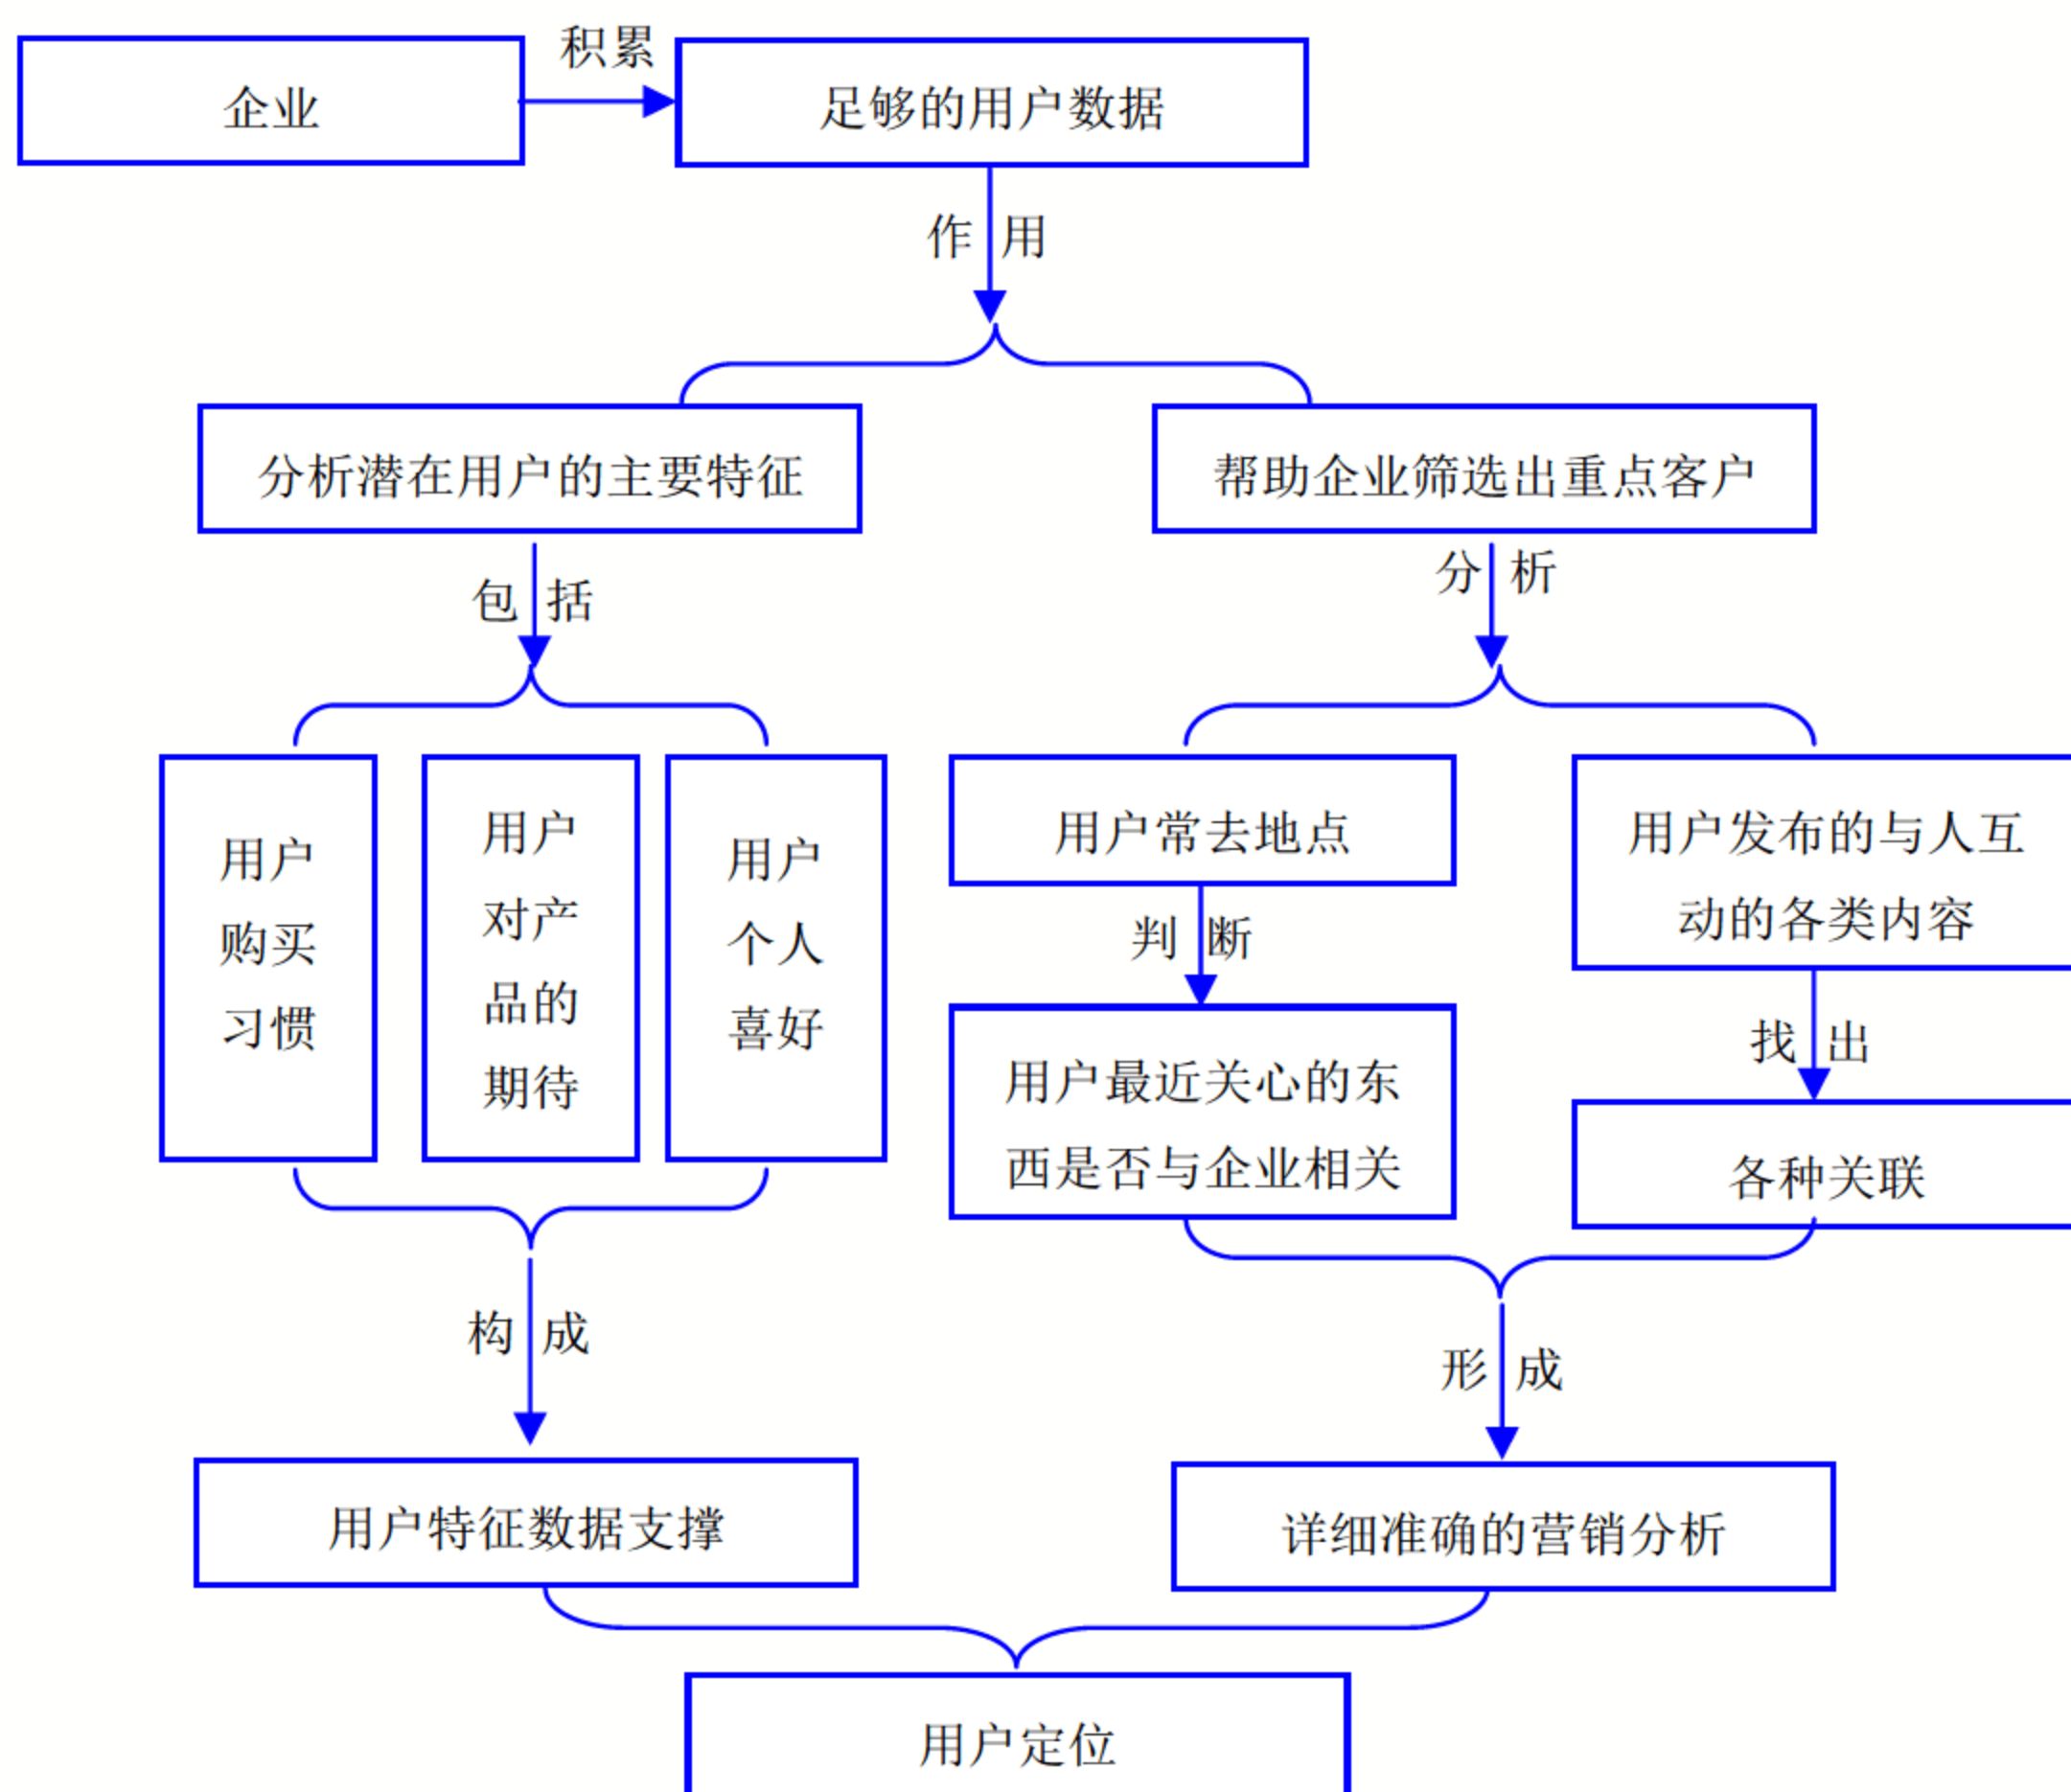 企业
积累
足够的用户数据
作用
分析潜在用户的主要特征
帮助企业筛选出重点客户
包括
分析
用户
购买
习惯
用户
对产
品的
期待
用户
个人
喜好
用户常去地点
用户发布的与人互
动的各类内容
判断
找出
用户最近关心的东
西是否与企业相关
各种关联
构成
形成
用户特征数据支撑
详细准确的营销分析
用户定位